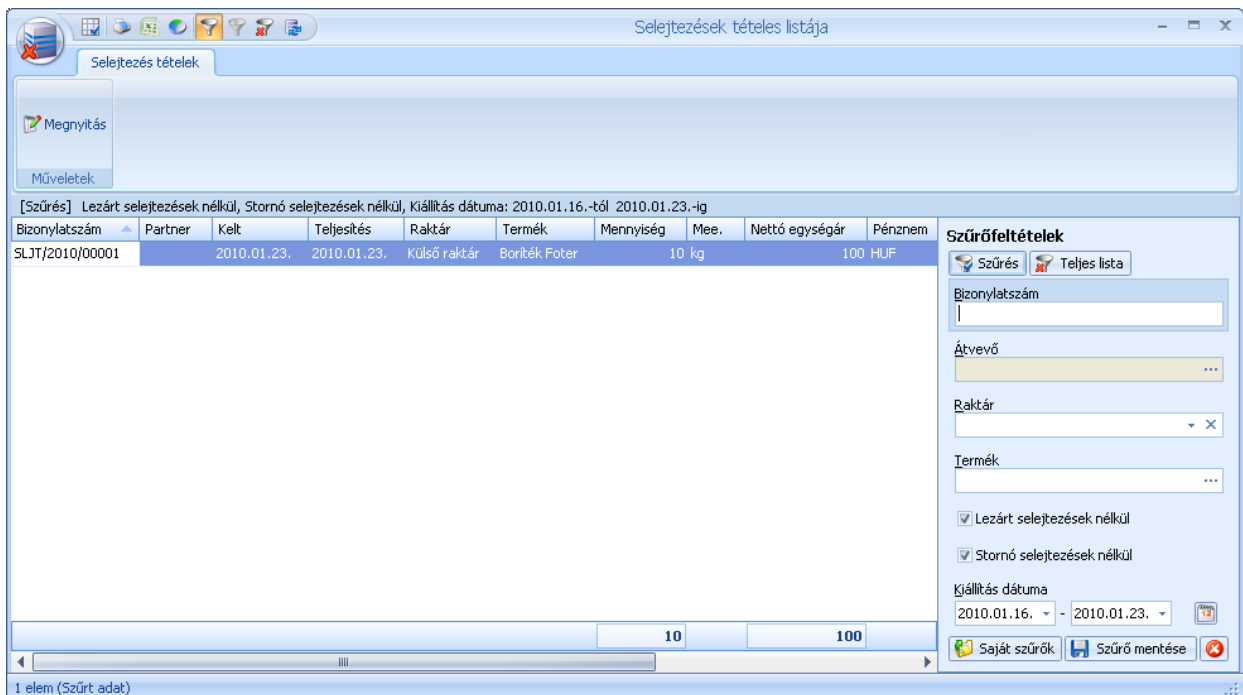 Selejtezések tételes listája
Selejtezés tételek
Megnyitás
Műveletek
[Szűrés] Lezárt selejtezések nélkül, Stornó selejtezések nélkül, Kiállítás dátuma: 2010.01.16.-tól 2010.01.23.-ig
Bizonylatszám Partner Kelt Teljesítés Raktár Termék Mennyiség Mee. Nettó egységár Pénznem
SLJT/2010/00001 2010.01.23. 2010.01.23. Külső raktár Boríték Foter 10 kg 100 HUF
10 100
Szűrőfeltételek
Szűrés Teljes lista
Bizonylatszám
Átvevő
Raktár
Termék
Lezárt selejtezések nélkül
Stornó selejtezések nélkül
Kiállítás dátuma
2010.01.16. - 2010.01.23. 12
Saját szűrők Szűrő mentése
1 elem (Szűrt adat)